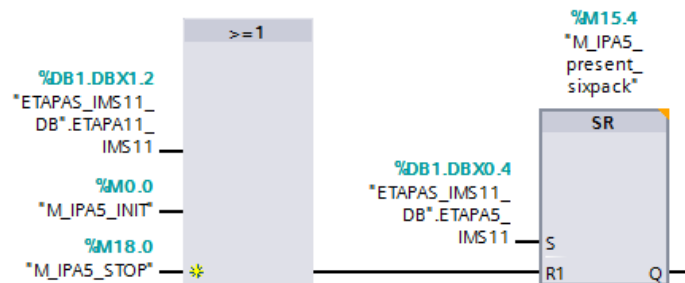 >=1
%DB1.DBX1.2
"ETAPAS_IMS11_
DB".ETAPA11_
IMS11
%M0.0
"M_IPA5_INIT"
%M18.0
"M_IPA5_STOP"
%M15.4
"M_IPA5_
present_
sixpack"
SR
%DB1.DBX0.4
"ETAPAS_IMS11_
DB".ETAPA5_
IMS11
S
R1
Q